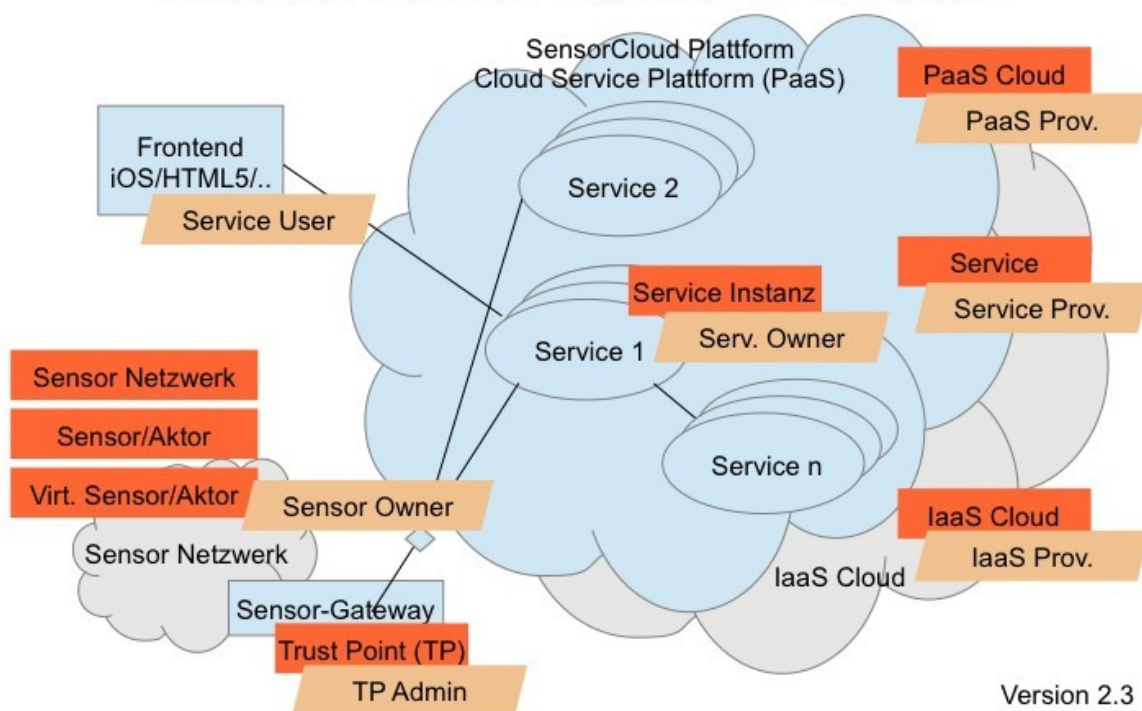 SensorCloud Plattform
Cloud Service Plattform (PaaS)
PaaS Cloud
PaaS Prov.
Frontend
iOS/HTML5/..
Service User
Service 2
Service
Service Prov.
Service Instanz
Serv. Owner
Service 1
Sensor Netzwerk
Sensor/Aktor
Virt. Sensor/Aktor
Sensor Owner
Sensor Netzwerk
Service n
IaaS Cloud
IaaS Prov.
IaaS Cloud
Sensor-Gateway
Trust Point (TP)
TP Admin
Version 2.3